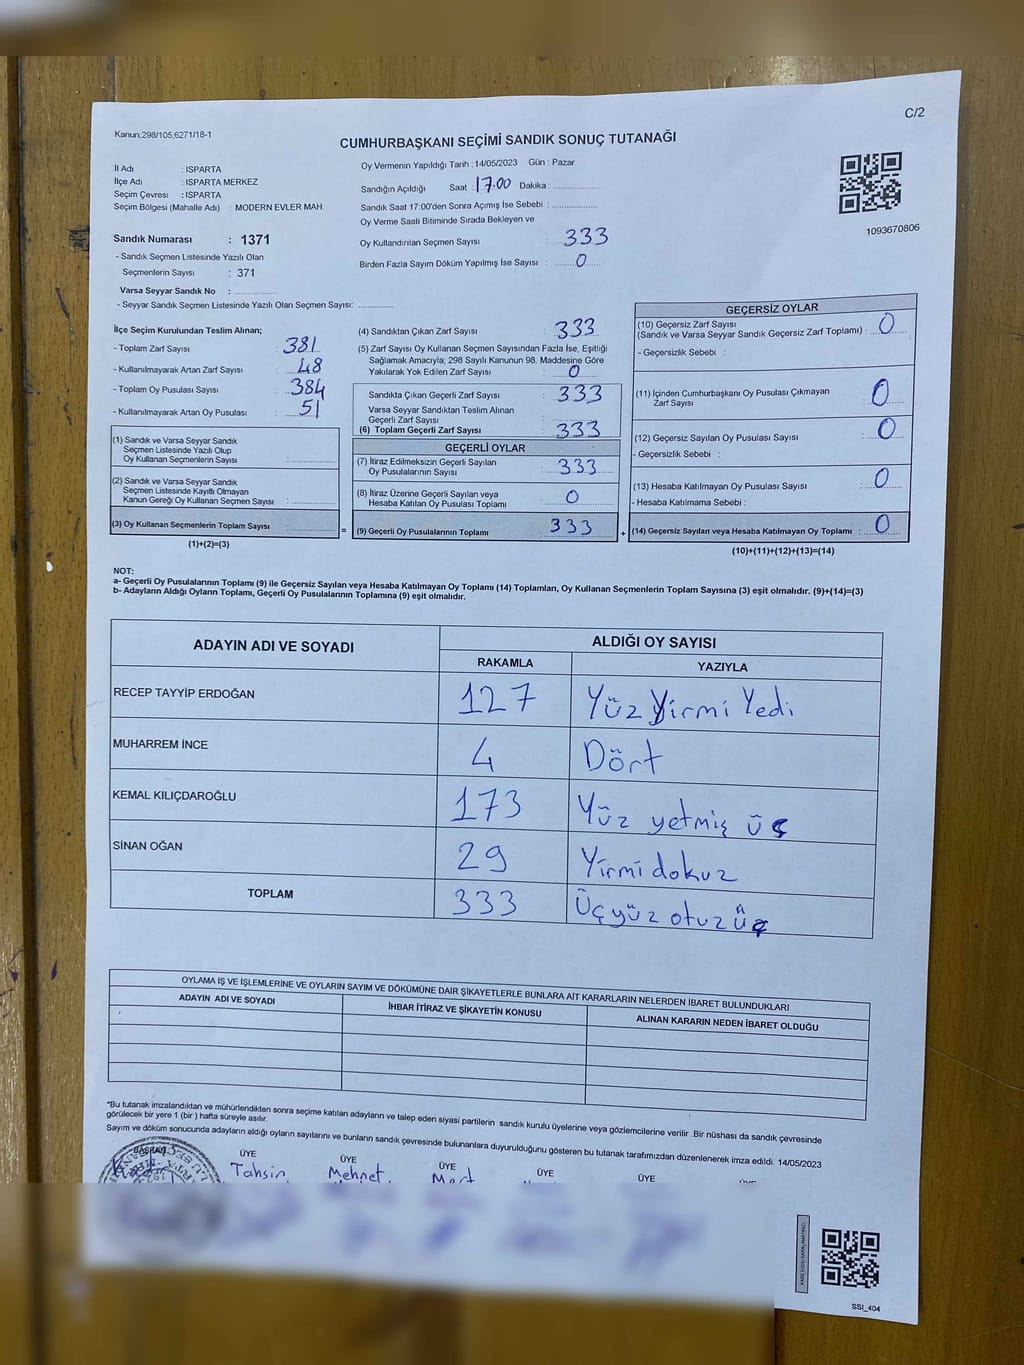 Kanun;298/105,6271/18-1
C/2
CUMHURBAŞKANI SEÇİMİ SANDIK SONUÇ TUTANAĞI
İl Adı : ISPARTA
İlçe Adı : ISPARTA MERKEZ
Seçim Çevresi : ISPARTA
Seçim Bölgesi (Mahalle Adı) : MODERN EVLER MAH.
Oy Vermenin Yapıldığı Tarih : 14/05/2023 Gün : Pazar
Sandığın Açıldığı Saat : 17.00 Dakika :
Sandık Saat 17:00'den Sonra Açımış İse Sebebi :
Oy Verme Saati Bitiminde Sırada Bekleyen ve
Oy Kullandırılan Seçmen Sayısı : 333
Birden Fazla Sayım Döküm Yapılmış İse Sayısı : 0
1093670806
Sandık Numarası : 1371
- Sandık Seçmen Listesinde Yazılı Olan
Seçmenlerin Sayısı : 371
Varsa Seyyar Sandık No :
- Seyyar Sandık Seçmen Listesinde Yazılı Olan Seçmen Sayısı:
İlçe Seçim Kurulundan Teslim Alınan;
- Toplam Zarf Sayısı : 381
- Kullanılmayarak Artan Zarf Sayısı : 48
- Toplam Oy Pusulası Sayısı : 384
- Kullanılmayarak Artan Oy Pusulası : 51
(1) Sandık ve Varsa Seyyar Sandık
Seçmen Listesinde Yazılı Olup
Oy Kullanan Seçmenlerin Sayısı :
(2) Sandık ve Varsa Seyyar Sandık
Seçmen Listesinde Kayıtlı Olmayan
Kanun Gereği Oy Kullanan Seçmen Sayısı :
(3) Oy Kullanan Seçmenlerin Toplam Sayısı :
(1)+(2)=(3)
=
(4) Sandıktan Çıkan Zarf Sayısı : 333
(5) Zarf Sayısı Oy Kullanan Seçmen Sayısından Fazla İse, Eşitliği
Sağlamak Amacıyla; 298 Sayılı Kanunun 98. Maddesine Göre
Yakılarak Yok Edilen Zarf Sayısı : 0
Sandıkta Çıkan Geçerli Zarf Sayısı : 333
Varsa Seyyar Sandıktan Teslim Alınan
Geçerli Zarf Sayısı :
(6) Toplam Geçerli Zarf Sayısı : 333
GEÇERLİ OYLAR
(7) İtiraz Edilmeksizin Geçerli Sayılan
Oy Pusulalarının Sayısı : 333
(8) İtiraz Üzerine Geçerli Sayılan veya
Hesaba Katılan Oy Pusulası Toplamı : 0
(9) Geçerli Oy Pusulalarının Toplamı : 333
+
GEÇERSİZ OYLAR
(10) Geçersiz Zarf Sayısı
(Sandık ve Varsa Seyyar Sandık Geçersiz Zarf Toplamı) : 0
- Geçersizlik Sebebi :
(11) İçinden Cumhurbaşkanı Oy Pusulası Çıkmayan
Zarf Sayısı : 0
(12) Geçersiz Sayılan Oy Pusulası Sayısı : 0
- Geçersizlik Sebebi :
(13) Hesaba Katılmayan Oy Pusulası Sayısı : 0
- Hesaba Katılmama Sebebi :
(14) Geçersiz Sayılan veya Hesaba Katılmayan Oy Toplamı : 0
(10)+(11)+(12)+(13)=(14)
NOT:
a- Geçerli Oy Pusulalarının Toplamı (9) ile Geçersiz Sayılan veya Hesaba Katılmayan Oy Toplamı (14) Toplamları, Oy Kullanan Seçmenlerin Toplam Sayısına (3) eşit olmalıdır. (9)+(14)=(3)
b- Adayların Aldığı Oyların Toplamı, Geçerli Oy Pusulalarının Toplamına (9) eşit olmalıdır.
ADAYIN ADI VE SOYADI
ALDIĞI OY SAYISI
RAKAMLA YAZIYLA
RECEP TAYYİP ERDOĞAN 127 Yüz Yirmi Yedi
MUHARREM İNCE 4 Dört
KEMAL KILIÇDAROĞLU 173 Yüz yetmiş üç
SİNAN OĞAN 29 Yirmi dokuz
TOPLAM 333 Üçyüz otuz üç
OYLAMA İŞ VE İŞLEMLERİNE VE OYLARIN SAYIM VE DÖKÜMÜNE DAİR ŞİKAYETLERLE BUNLARA AİT KARARLARIN NELERDEN İBARET BULUNDUKLARI
ADAYIN ADI VE SOYADI
İHBAR İTİRAZ VE ŞİKAYETİN KONUSU
ALINAN KARARIN NEDEN İBARET OLDUĞU
*Bu tutanak imzalandıktan ve mühürlendikten sonra seçime katılan adayların ve talep eden siyasi partilerin sandık kurulu üyelerine veya gözlemcilerine verilir .Bir nüshası da sandık çevresinde
görülecek bir yere 1 (bir ) hafta süreyle asılır.
Sayım ve döküm sonucunda adayların aldığı oyların sayılarını ve bunların sandık çevresinde bulunanlara duyurulduğunu gösteren bu tutanak tarafımızdan düzenlenerek imza edildi. 14/05/2023
BAŞKAN ÜYE ÜYE ÜYE ÜYE ÜYE
Tahsin Mehmet Mert
SSİ_404